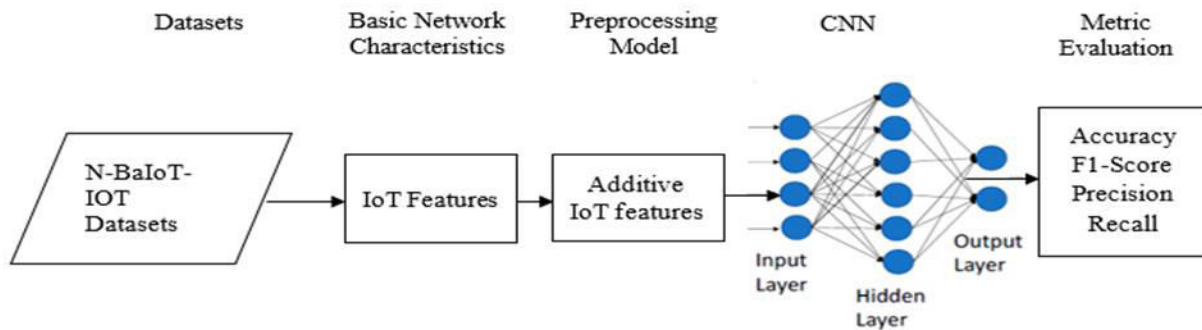 Datasets
Basic Network
Characteristics
Preprocessing
Model
CNN
Metric
Evaluation
N-BaIoT-
IOT
Datasets
IoT Features
Additive
IoT features
Input
Layer
Hidden
Layer
Output
Layer
Accuracy
F1-Score
Precision
Recall